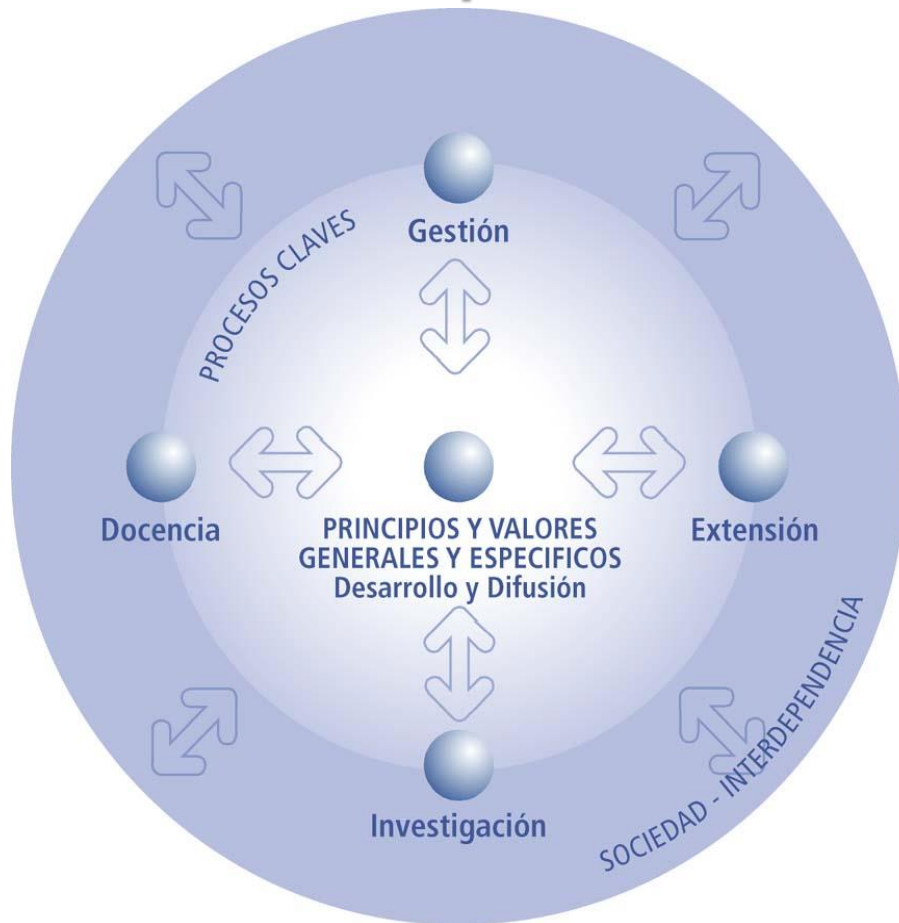 Gestión
PROCESOS CLAVES
Docencia
PRINCIPIOS Y VALORES
GENERALES Y ESPECIFICOS
Desarrollo y Difusión
Extensión
Investigación
SOCIEDAD - INTERDEPENDENCIA